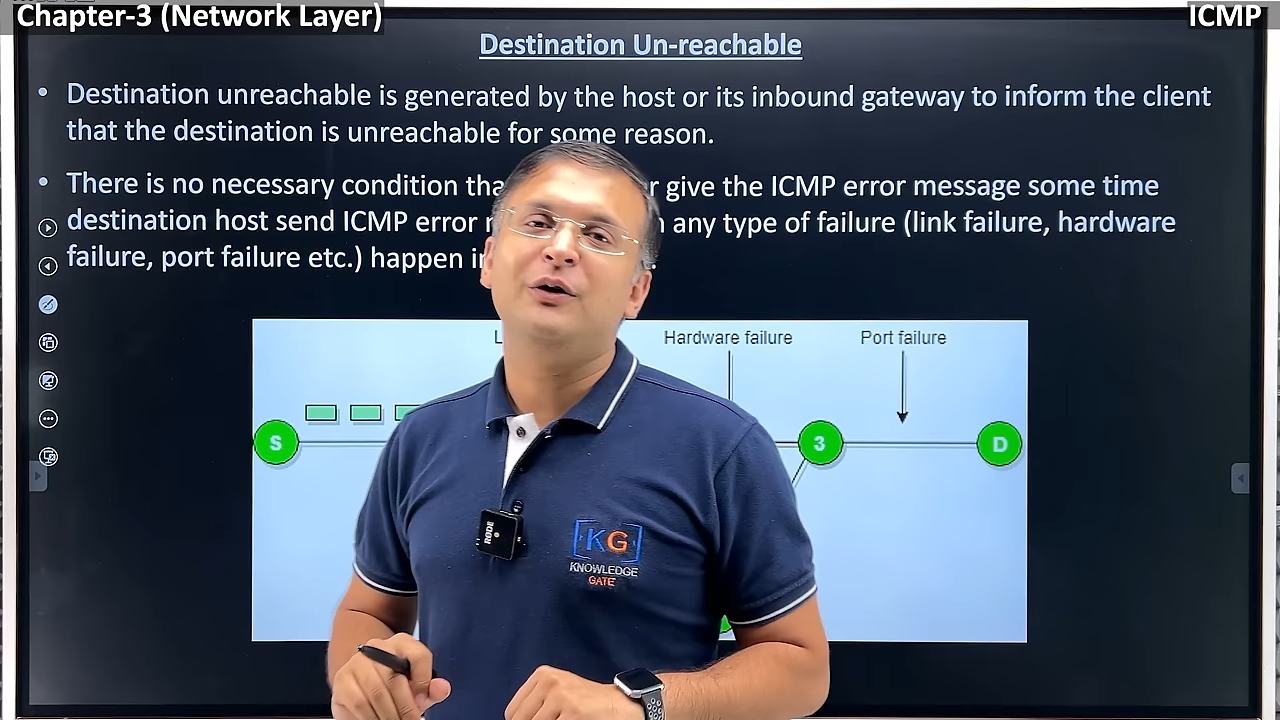 Chapter-3 (Network Layer)
ICMP
Destination Un-reachable
• Destination unreachable is generated by the host or its inbound gateway to inform the client
that the destination is unreachable for some reason.
• There is no necessary condition give the ICMP error message some time
destination host send ICMP error any type of failure (link failure, hardware
failure, port failure etc.) happen
Hardware failure
Port failure
S
3
D
RODE
KG
KNOWLEDGE
GATE